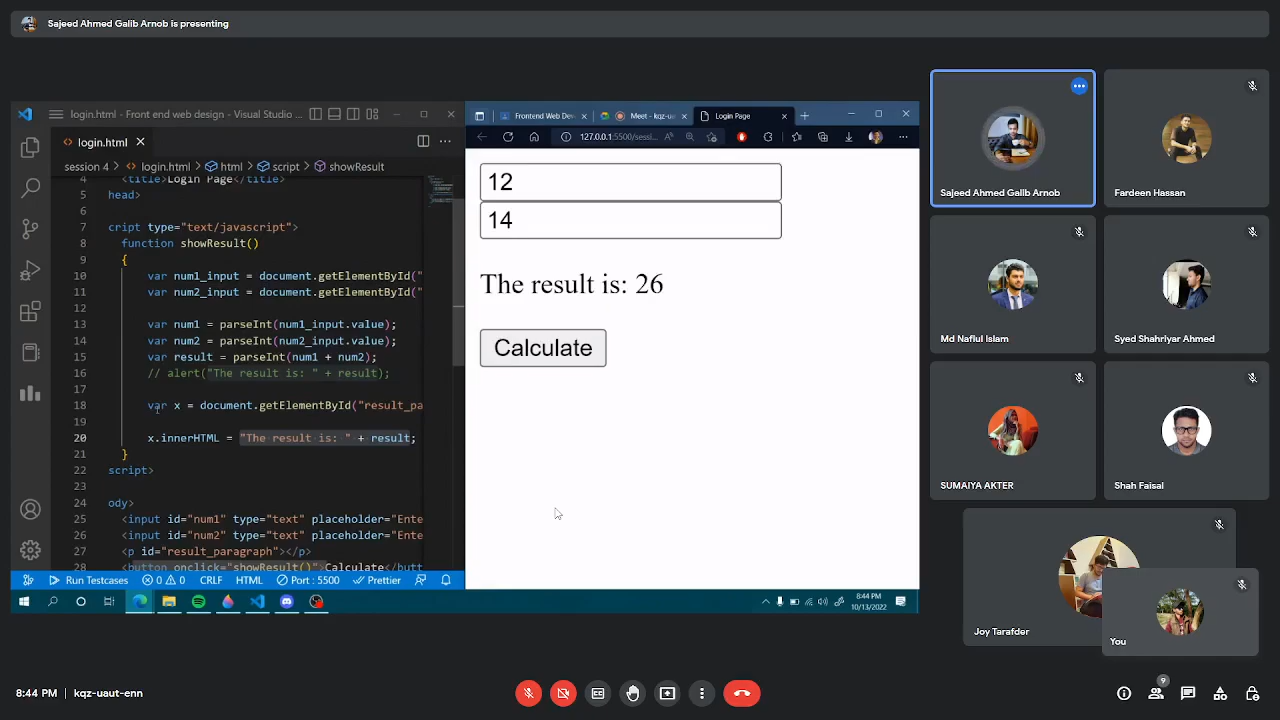 Sajeed Ahmed Galib Arnob is presenting
login.html - Front end web design - Visual Studio ...
login.html
session 4 > login.html > html > script > showResult
4 <title>Login Page</title>
5 head>
6
7 cript type="text/javascript">
8 function showResult()
9 {
10 var num1_input = document.getElementById("
11 var num2_input = document.getElementById("
12
13 var num1 = parseInt(num1_input.value);
14 var num2 = parseInt(num2_input.value);
15 var result = parseInt(num1 + num2);
16 // alert("The result is: " + result);
17
18 var x = document.getElementById("result_pa
19
20 x.innerHTML = "The result is: " + result;
21 }
22 script>
23
24 ody>
25 <input id="num1" type="text" placeholder="Ente
26 <input id="num2" type="text" placeholder="Ente
27 <p id="result_paragraph"></p>
28 <button onclick="showResult()">Calculate</butt
Run Testcases 0 0 CRLF HTML Port : 5500 Prettier
Frontend Web Dev
Meet - kqz-ua
Login Page
127.0.0.1:5500/sessi...
12
14
The result is: 26
Calculate
8:44 PM
10/13/2022
Sajeed Ahmed Galib Arnob
Fardeen Hassan
Md Nafiul Islam
Syed Shahriyar Ahmed
SUMAIYA AKTER
Shah Faisal
Joy Tarafder
You
8:44 PM | kqz-uaut-enn
9